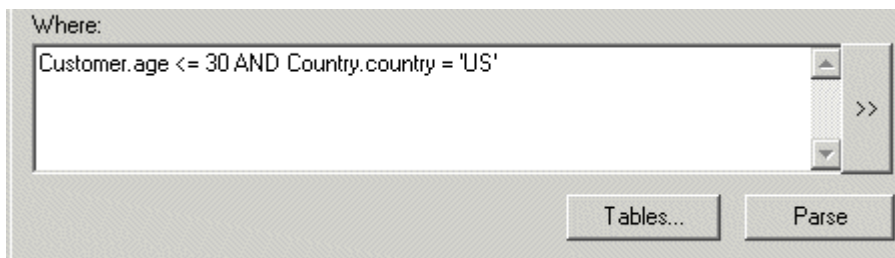 Where:
Customer.age <= 30 AND Country.country = 'US'
>>
Tables... Parse